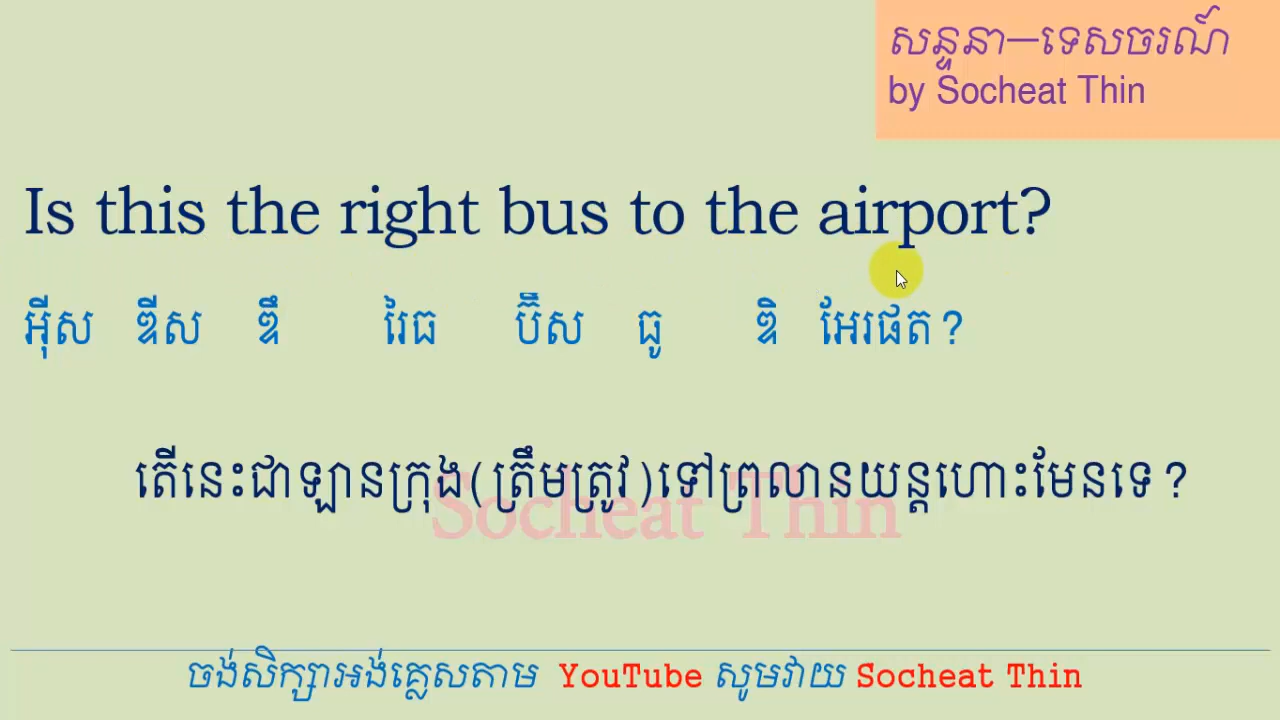 សន្ទនា–ទេសចរណ៍
by Socheat Thin
Is this the right bus to the airport?
អ៊ីស ឌីស ឌឹ រ៉ៃធ ប៊ឹស ធូ ឌិ អែរផត ?
តើនេះជាឡានក្រុង(ត្រឹមត្រូវ)ទៅព្រលានយន្តហោះមែនទេ ?
Socheat Thin
ចង់សិក្សាអង់គ្លេសតាម YouTube សូមវាយ Socheat Thin